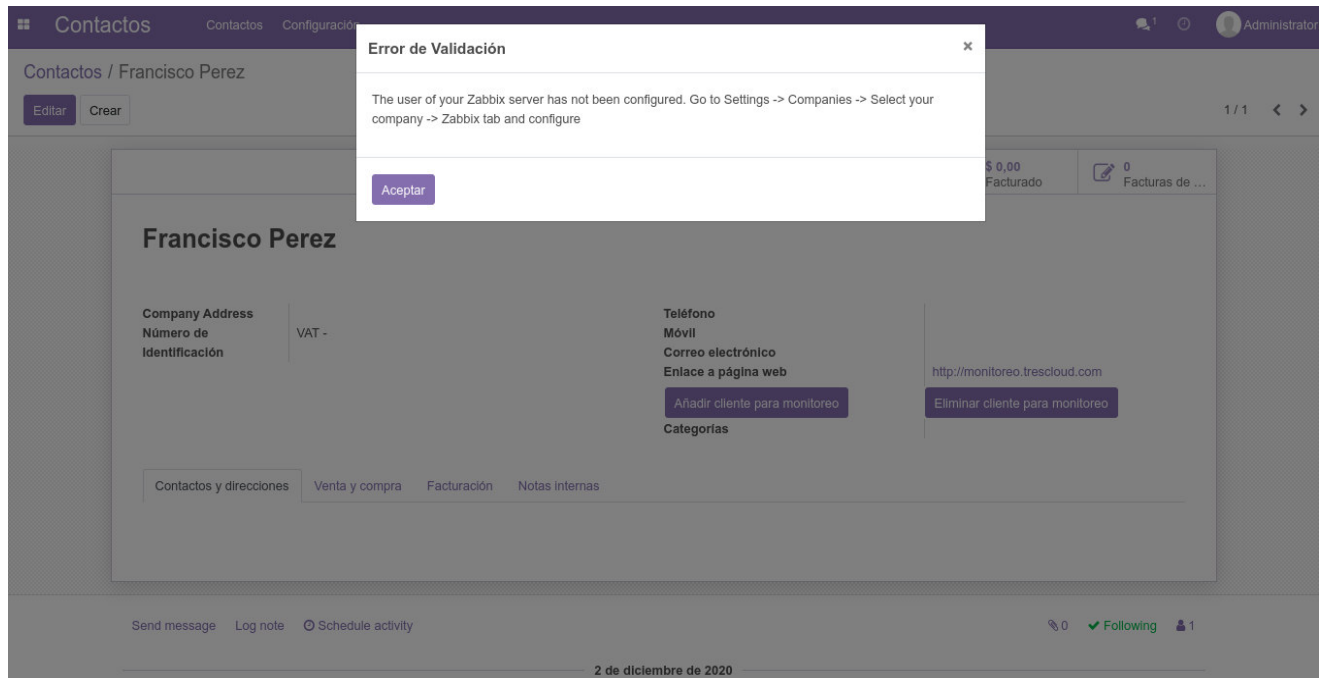 Contactos Contactos Configuración 1 Administrator
Error de Validación ×
Contactos / Francisco Perez
The user of your Zabbix server has not been configured. Go to Settings -> Companies -> Select your
company -> Zabbix tab and configure
Editar Crear 1 / 1
Aceptar
$ 0,00
Facturado
0
Facturas de ...
Francisco Perez
Company Address
Número de
Identificación
VAT -
Teléfono
Móvil
Correo electrónico
Enlace a página web http://monitoreo.trescloud.com
Añadir cliente para monitoreo Eliminar cliente para monitoreo
Categorías
Contactos y direcciones Venta y compra Facturación Notas internas
Send message Log note Schedule activity 0 Following 1
2 de diciembre de 2020